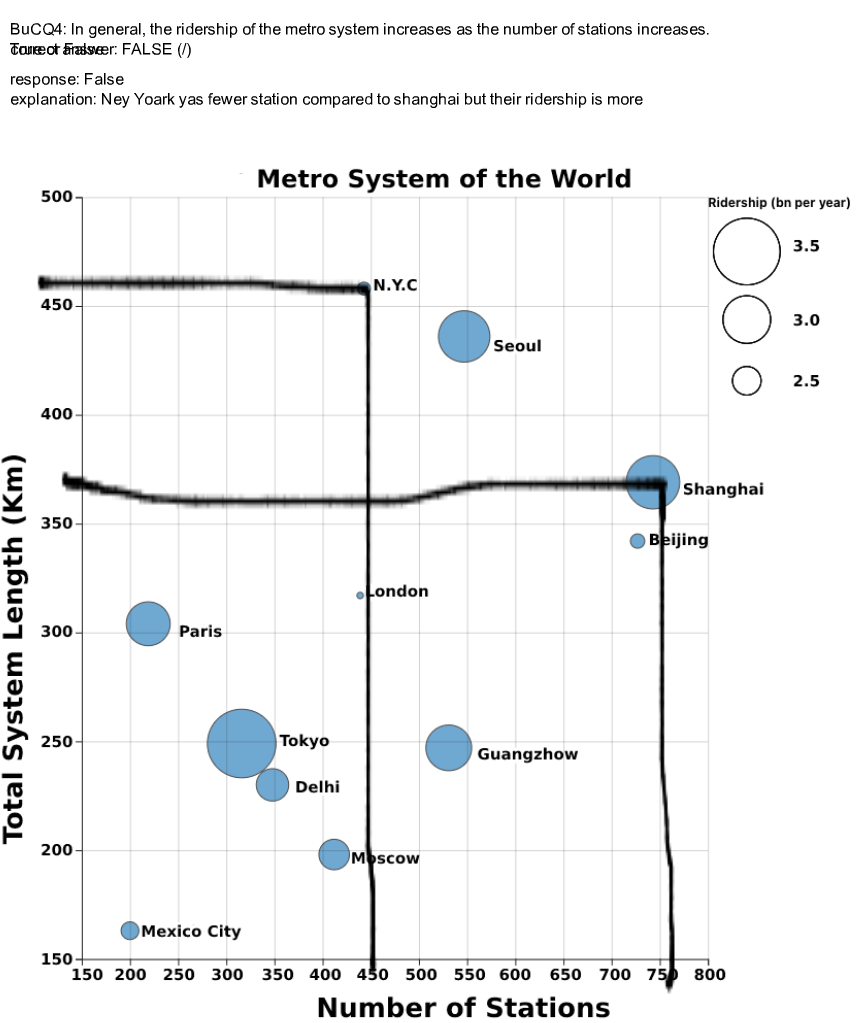 BuCQ4: In general, the ridership of the metro system increases as the number of stations increases.
True or False
correct answer: FALSE (/)
response: False
explanation: Ney Yoark yas fewer station compared to shanghai but their ridership is more
Metro System of the World
Ridership (bn per year)
3.5
3.0
2.5
Total System Length (Km)
500
450
400
350
300
250
200
150
N.Y.C
Seoul
Shanghai
Beijing
London
Paris
Tokyo
Guangzhow
Delhi
Moscow
Mexico City
150 200 250 300 350 400 450 500 550 600 650 700 750 800
Number of Stations